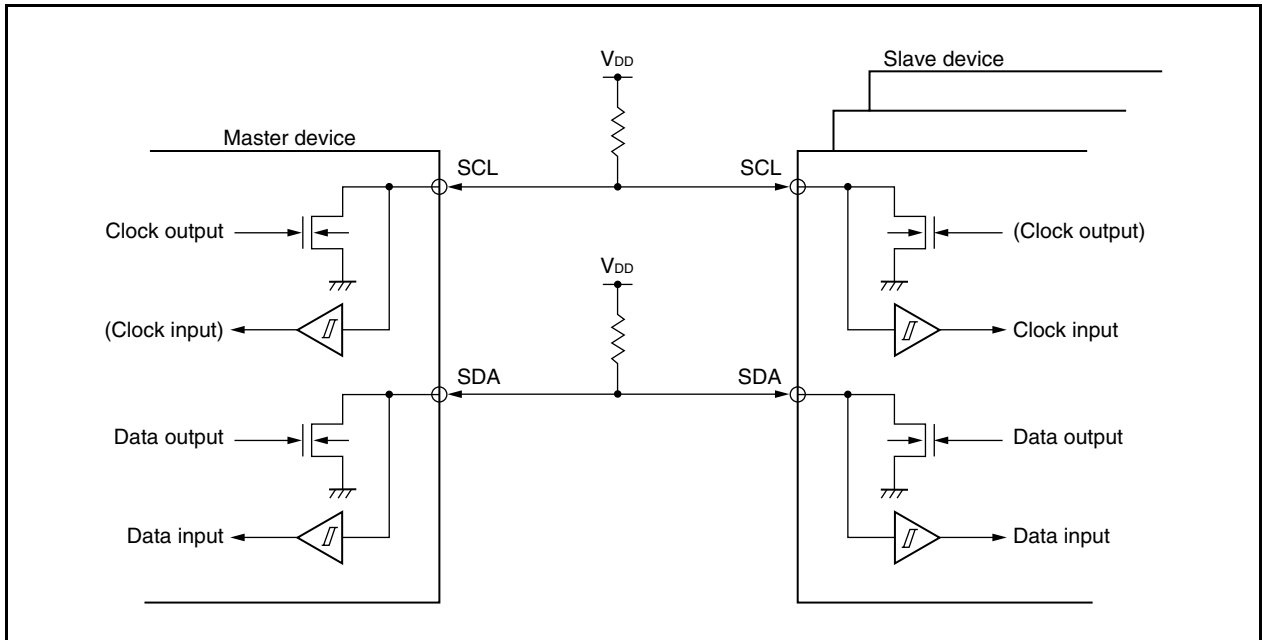 VDD
Slave device
Master device
SCL
SCL
Clock output
(Clock output)
VDD
(Clock input)
Clock input
SDA
SDA
Data output
Data output
Data input
Data input